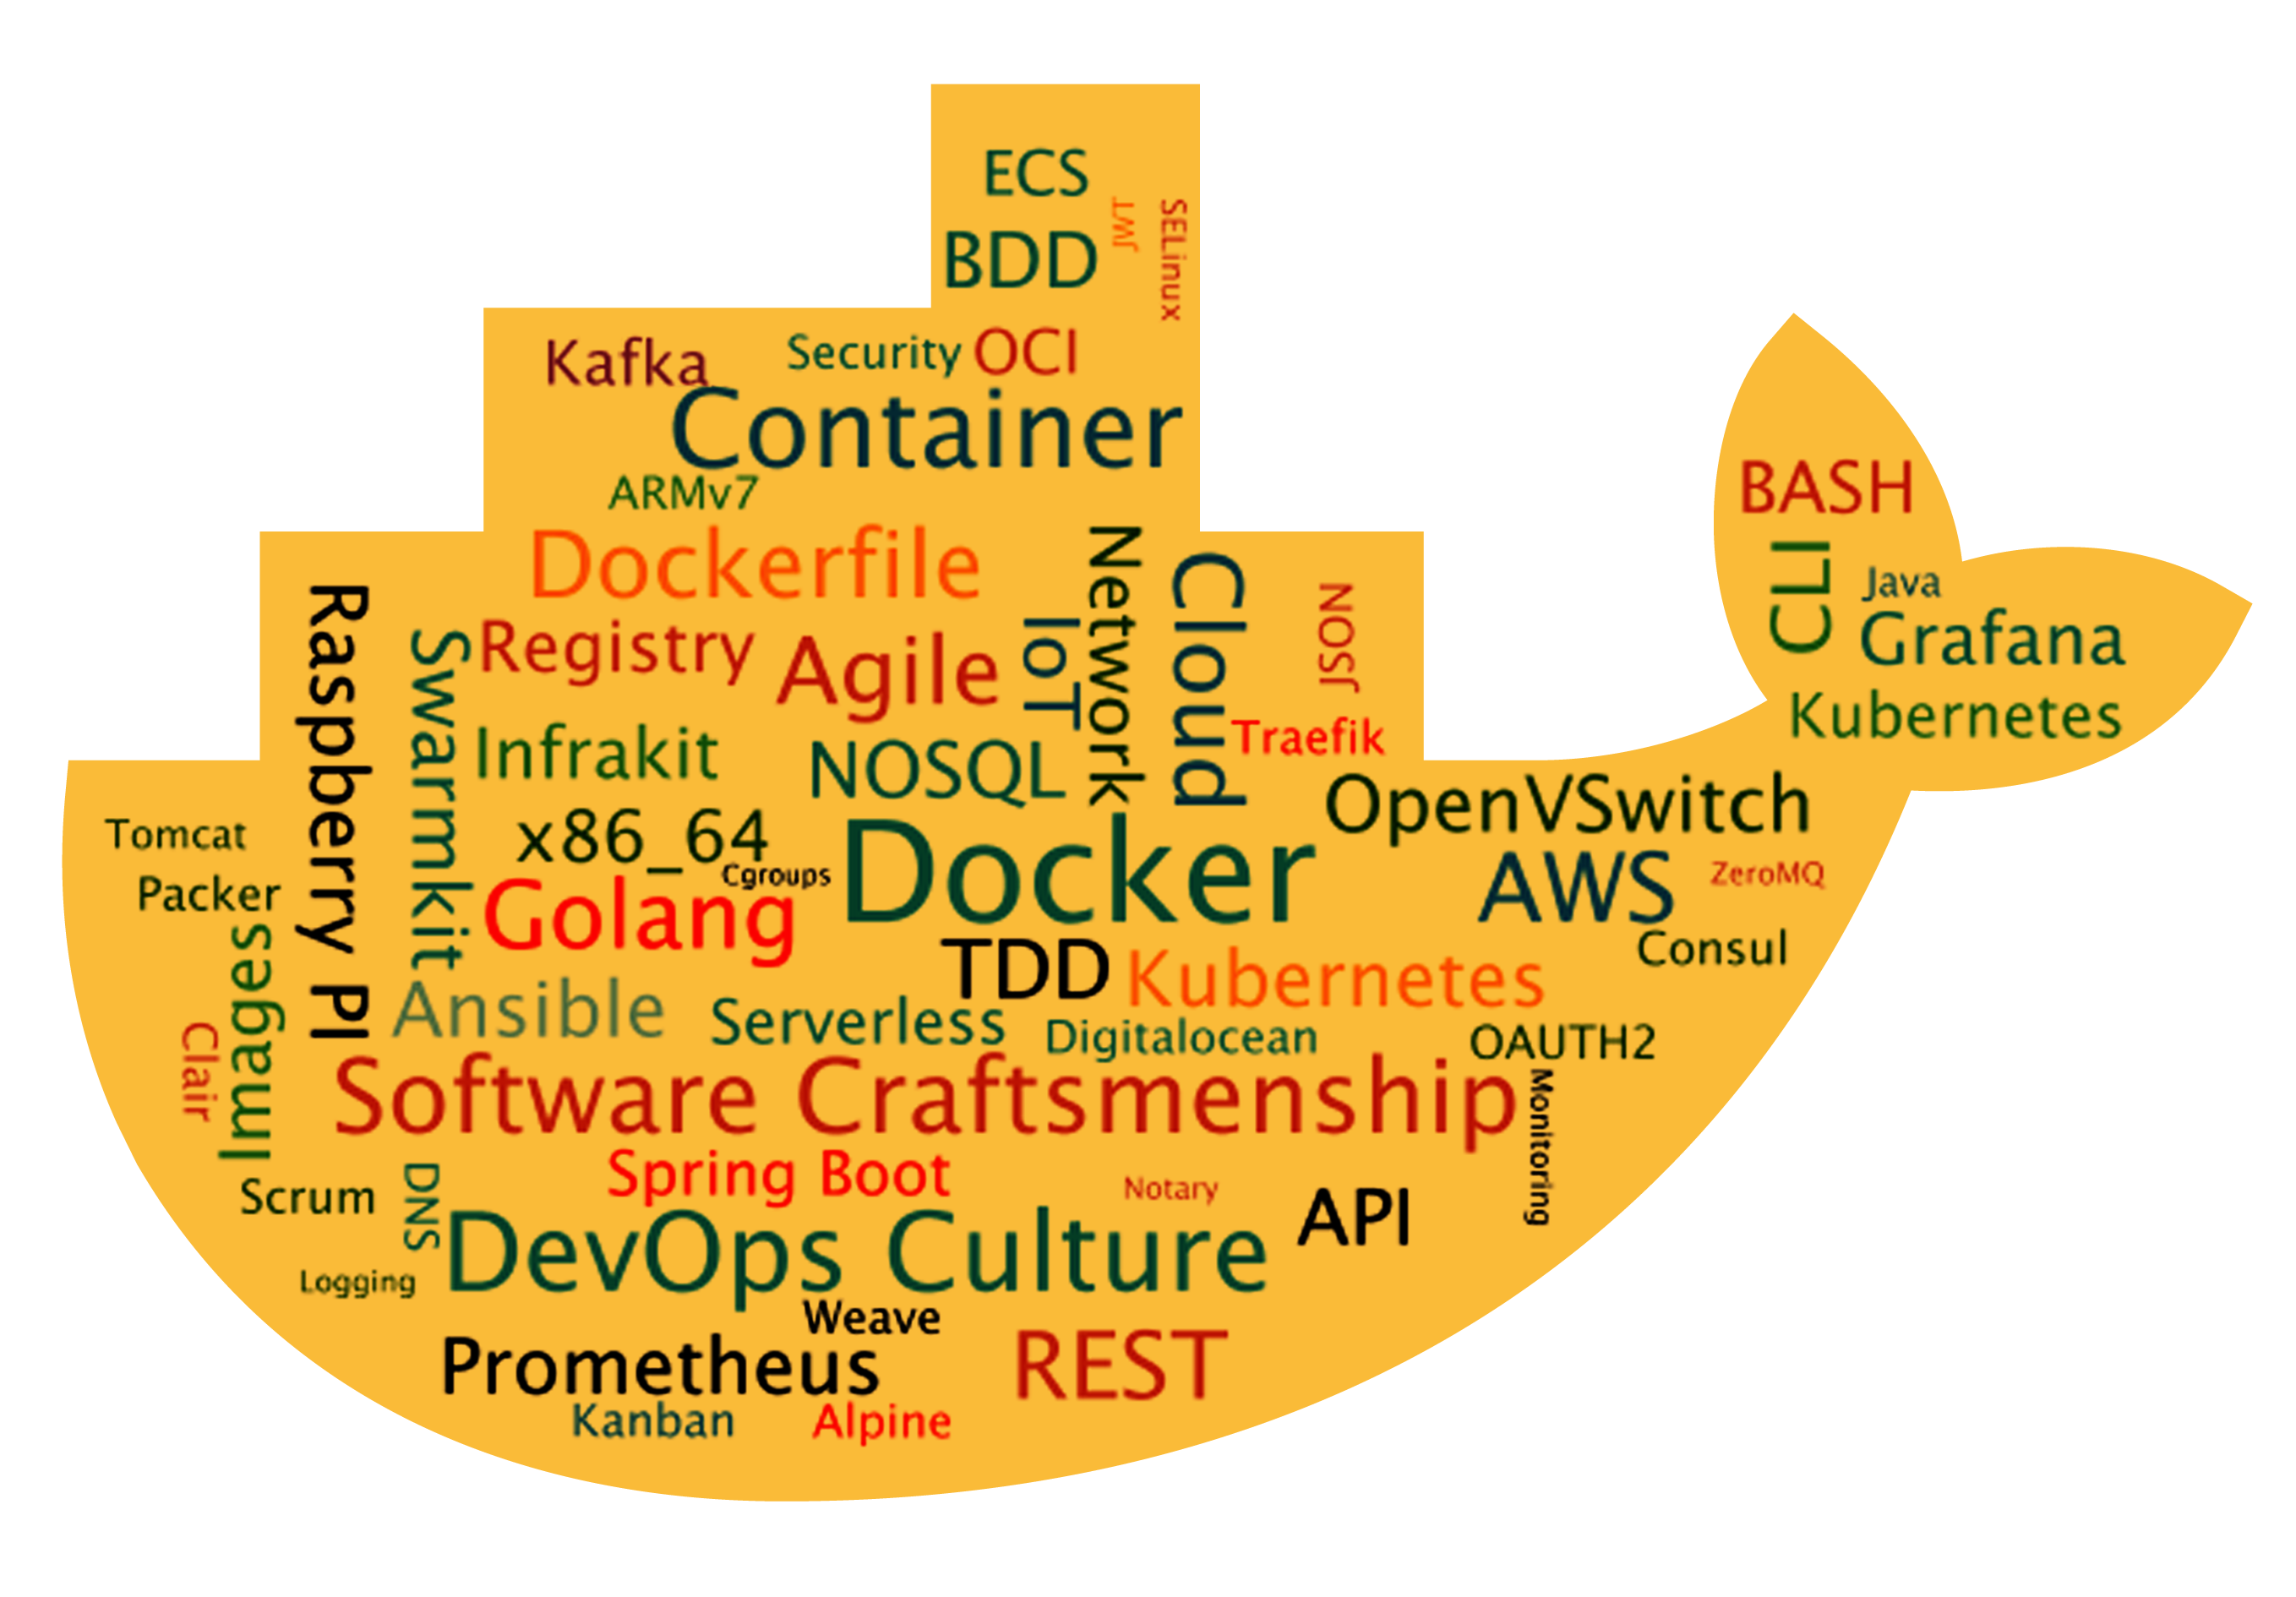 ECS
JWT
SELinux
BDD
Kafka
Security
OCI
Container
ARMv7
BASH
Dockerfile
Network
Cloud
CLI
Java
Raspberry PI
Swarmkit
Registry
Agile
IoT
JSON
Grafana
Infrakit
NOSQL
Traefik
Kubernetes
OpenVSwitch
Tomcat
x86_64
Docker
Packer
Cgroups
Golang
AWS
ZeroMQ
Images
TDD
Kubernetes
Consul
Clair
Ansible
Serverless
Digitalocean
OAUTH2
Software Craftsmenship
Monitoring
Scrum
DNS
Spring Boot
Notary
API
Logging
DevOps Culture
Weave
Prometheus
REST
Kanban
Alpine